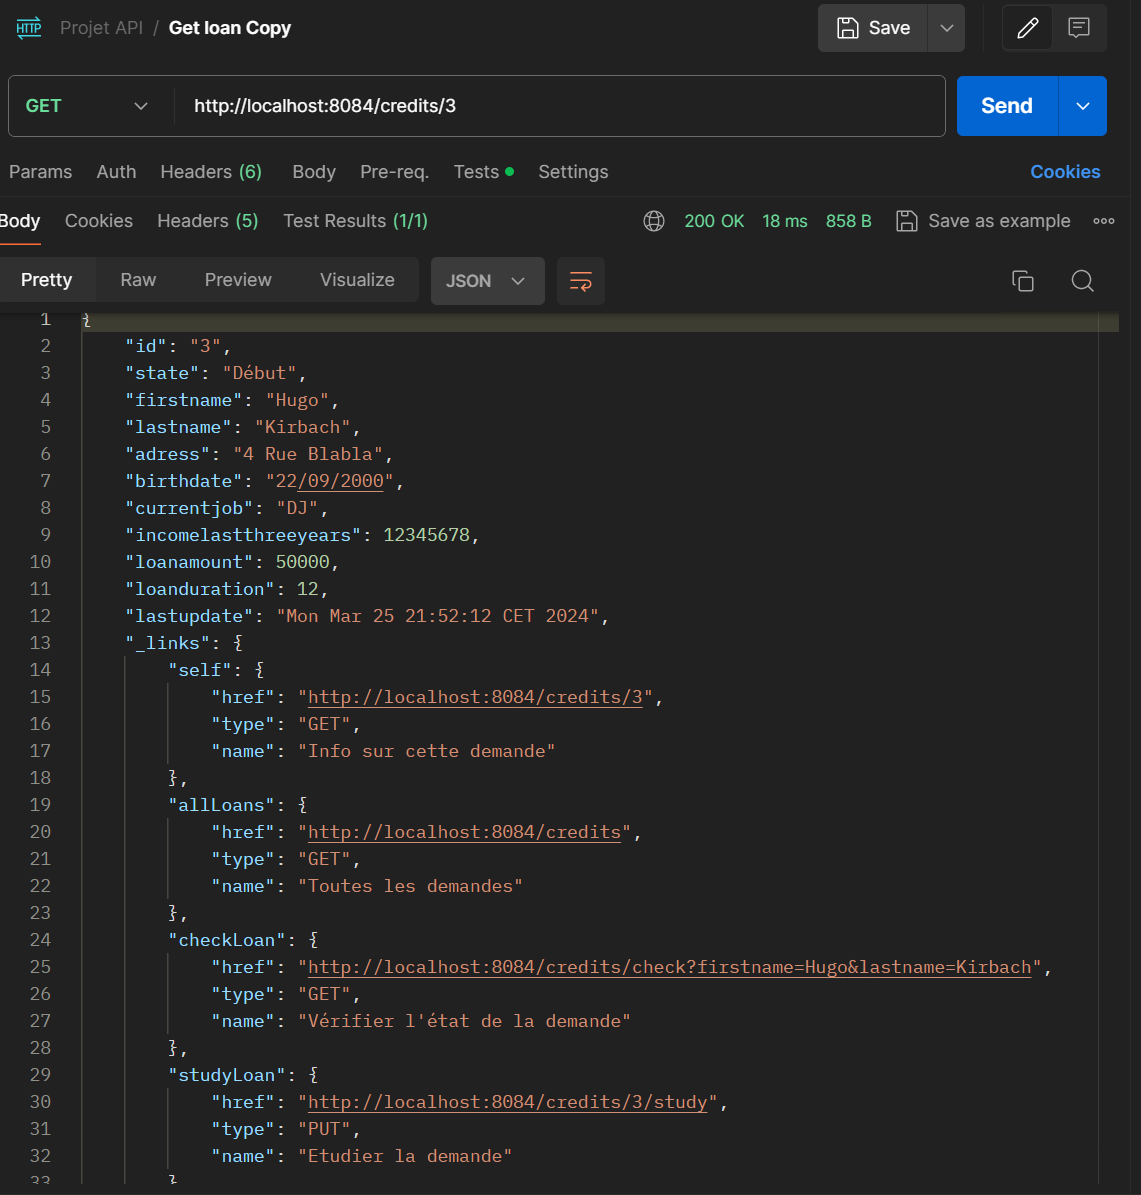 HTTP Projet API / Get loan Copy Save
GET http://localhost:8084/credits/3 Send
Params Auth Headers (6) Body Pre-req. Tests Settings Cookies
Body Cookies Headers (5) Test Results (1/1) 200 OK 18 ms 858 B Save as example
Pretty Raw Preview Visualize JSON
1 {
2 "id": "3",
3 "state": "Début",
4 "firstname": "Hugo",
5 "lastname": "Kirbach",
6 "adress": "4 Rue Blabla",
7 "birthdate": "22/09/2000",
8 "currentjob": "DJ",
9 "incomelastthreeyears": 12345678,
10 "loanamount": 50000,
11 "loanduration": 12,
12 "lastupdate": "Mon Mar 25 21:52:12 CET 2024",
13 "_links": {
14 "self": {
15 "href": "http://localhost:8084/credits/3",
16 "type": "GET",
17 "name": "Info sur cette demande"
18 },
19 "allLoans": {
20 "href": "http://localhost:8084/credits",
21 "type": "GET",
22 "name": "Toutes les demandes"
23 },
24 "checkLoan": {
25 "href": "http://localhost:8084/credits/check?firstname=Hugo&lastname=Kirbach",
26 "type": "GET",
27 "name": "Vérifier l'état de la demande"
28 },
29 "studyLoan": {
30 "href": "http://localhost:8084/credits/3/study",
31 "type": "PUT",
32 "name": "Etudier la demande"
33 }